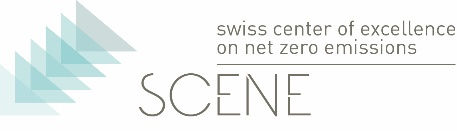 swiss center of excellence
on net zero emissions
SCENE